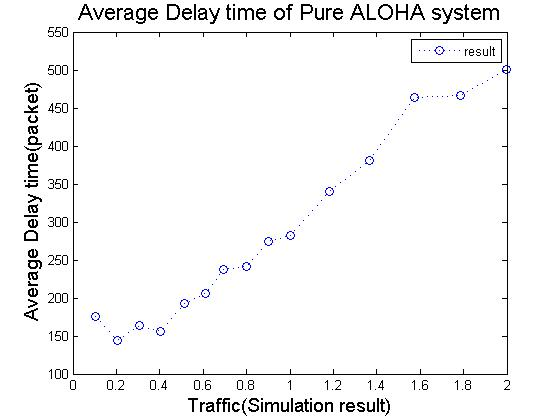 Average Delay time of Pure ALOHA system
result
Average Delay time(packet)
550
500
450
400
350
300
250
200
150
100
0 0.2 0.4 0.6 0.8 1 1.2 1.4 1.6 1.8 2
Traffic(Simulation result)